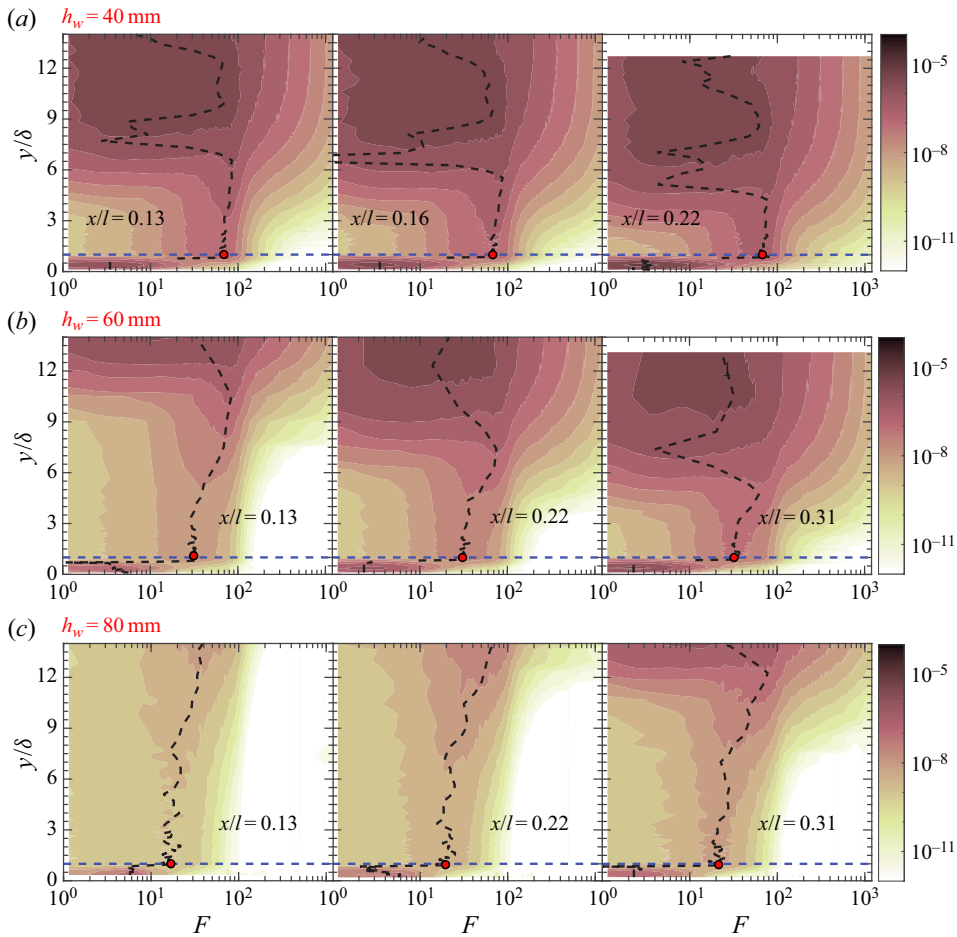 (a) h_w = 40 mm
y/δ
12
9
6
3
0
x/l = 0.13
x/l = 0.16
x/l = 0.22
10^0 10^1 10^2 10^0 10^1 10^2 10^0 10^1 10^2 10^3
10^−5
10^−8
10^−11
(b) h_w = 60 mm
y/δ
12
9
6
3
0
x/l = 0.13
x/l = 0.22
x/l = 0.31
10^0 10^1 10^2 10^0 10^1 10^2 10^0 10^1 10^2 10^3
10^−5
10^−8
10^−11
(c) h_w = 80 mm
y/δ
12
9
6
3
0
x/l = 0.13
x/l = 0.22
x/l = 0.31
10^0 10^1 10^2 10^0 10^1 10^2 10^0 10^1 10^2 10^3
10^−5
10^−8
10^−11
F F F